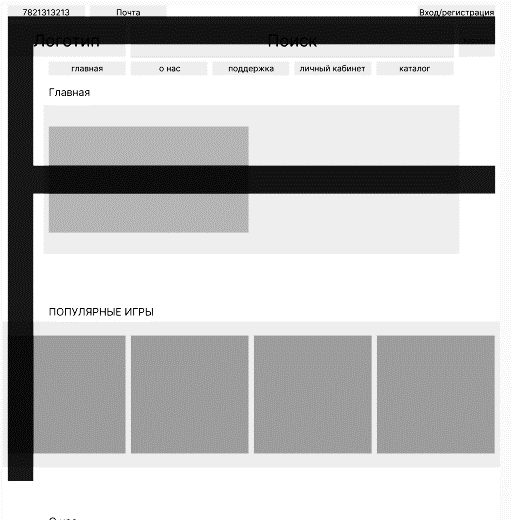 7821313213 Почта Вход/регистрация
Логотип Поиск
главная о нас поддержка личный кабинет каталог
Главная
ПОПУЛЯРНЫЕ ИГРЫ